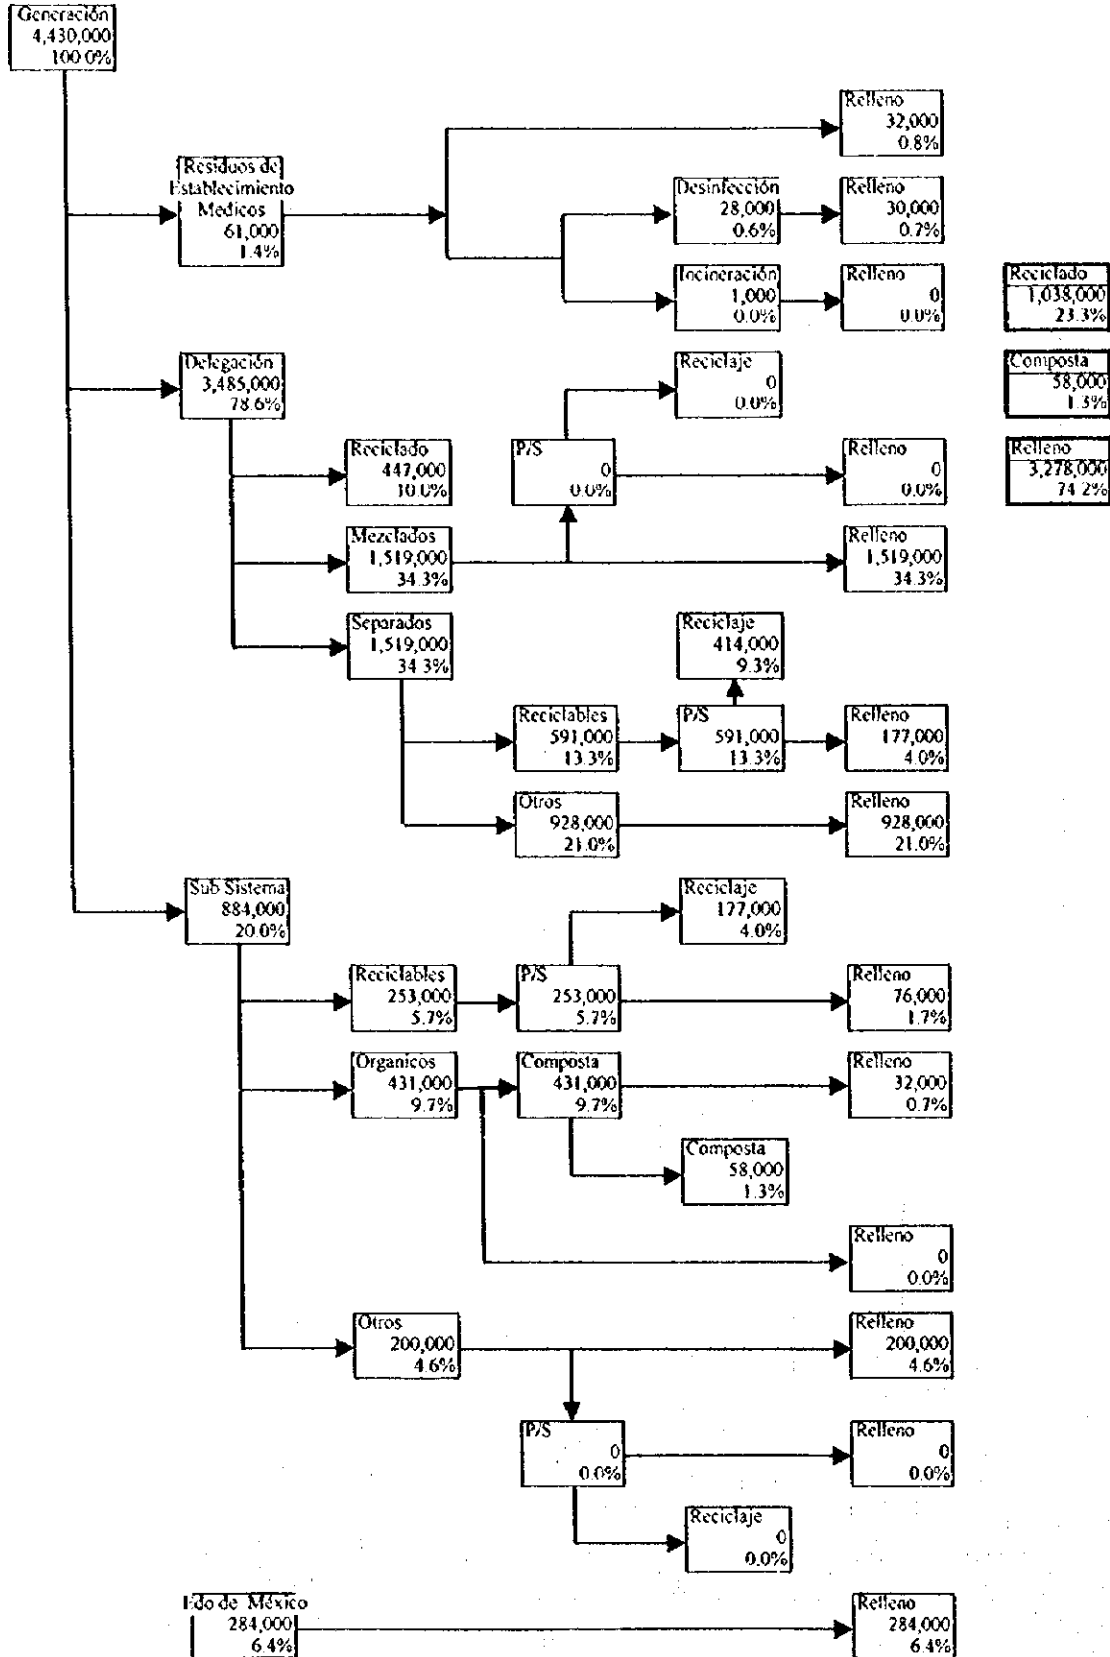 Generación
4,430,000
100.0%
Relleno
32,000
0.8%
Residuos de
Establecimiento
Medicos
61,000
1.4%
Desinfección
28,000
0.6%
Relleno
30,000
0.7%
Incineración
1,000
0.0%
Relleno
0
0.0%
Reciclado
1,038,000
23.3%
Delegación
3,485,000
78.6%
Reciclaje
0
0.0%
Composta
58,000
1.3%
Reciclado
447,000
10.0%
P/S
0
0.0%
Relleno
0
0.0%
Relleno
3,278,000
74.2%
Mezclados
1,519,000
34.3%
Relleno
1,519,000
34.3%
Separados
1,519,000
34.3%
Reciclaje
414,000
9.3%
Reciclables
591,000
13.3%
P/S
591,000
13.3%
Relleno
177,000
4.0%
Otros
928,000
21.0%
Relleno
928,000
21.0%
Sub Sistema
884,000
20.0%
Reciclaje
177,000
4.0%
Reciclables
253,000
5.7%
P/S
253,000
5.7%
Relleno
76,000
1.7%
Organicos
431,000
9.7%
Composta
431,000
9.7%
Relleno
32,000
0.7%
Composta
58,000
1.3%
Relleno
0
0.0%
Otros
200,000
4.6%
Relleno
200,000
4.6%
P/S
0
0.0%
Relleno
0
0.0%
Reciclaje
0
0.0%
Edo de México
284,000
6.4%
Relleno
284,000
6.4%